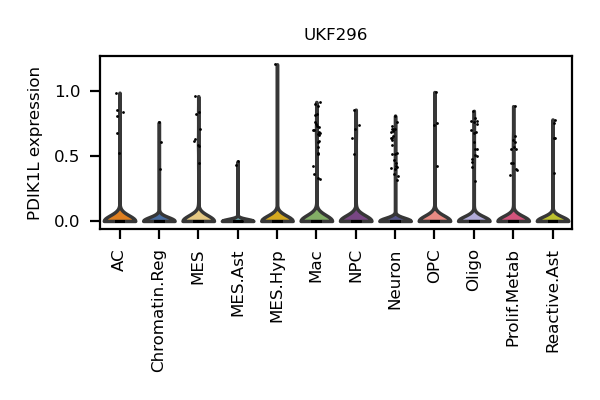 UKF296
PDIK1L expression
1.0
0.5
0.0
AC
Chromatin.Reg
MES
MES.Ast
MES.Hyp
Mac
NPC
Neuron
OPC
Oligo
Prolif.Metab
Reactive.Ast